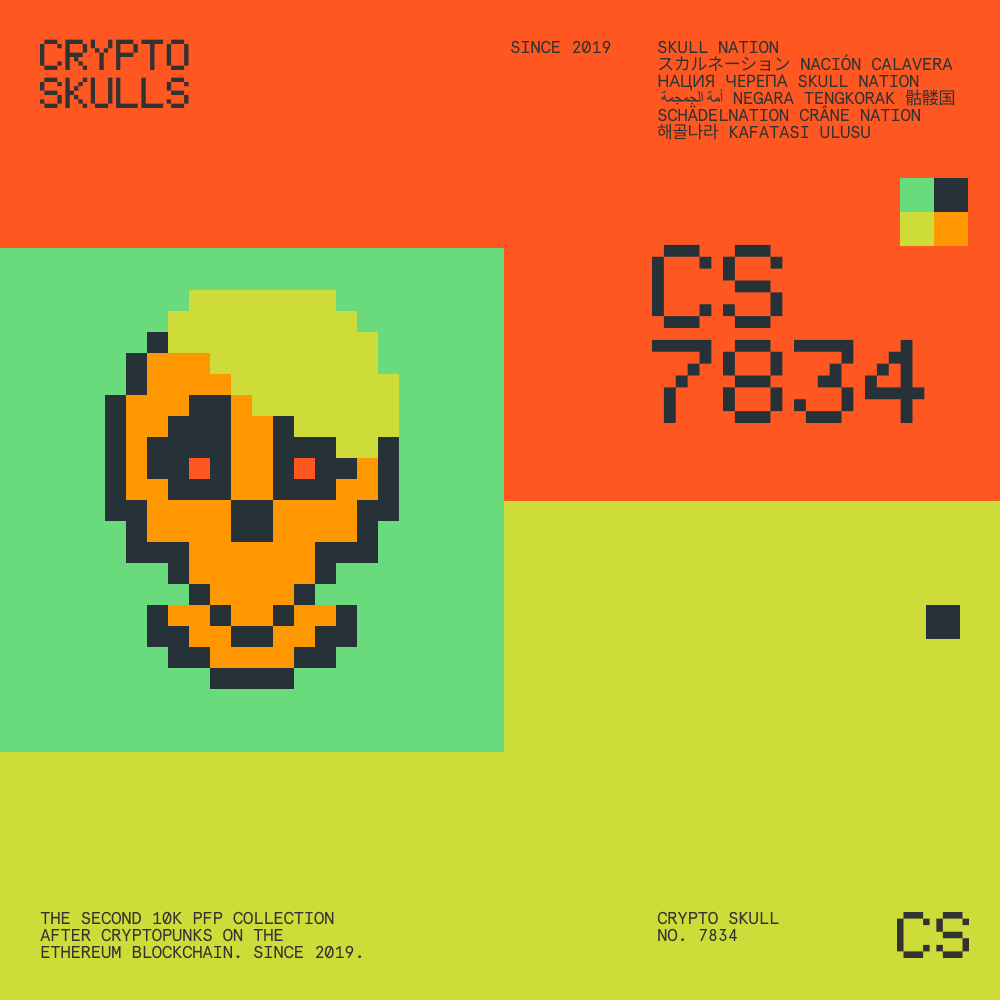 CRYPTO
SKULLS
SINCE 2019
SKULL NATION
スカルネーション NACIÓN CALAVERA
НАЦИЯ ЧЕРЕПА SKULL NATION
أمة الجمجمة NEGARA TENGKORAK 骷髅国
SCHÄDELNATION CRÂNE NATION
해골나라 KAFATASI ULUSU
CS
7834
THE SECOND 10K PFP COLLECTION
AFTER CRYPTOPUNKS ON THE
ETHEREUM BLOCKCHAIN. SINCE 2019.
CRYPTO SKULL
NO. 7834
CS